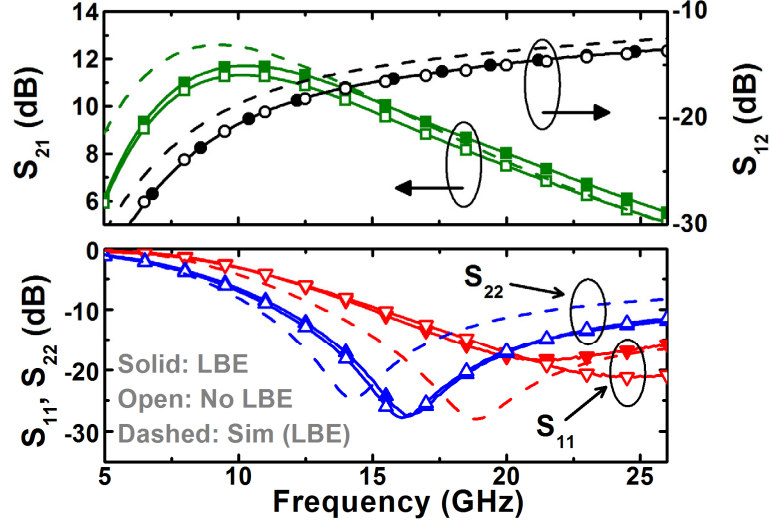 14
12
10
8
6
S21 (dB)
-10
-20
-30
S12 (dB)
0
-10
-20
-30
S11, S22 (dB)
S22
S11
Solid: LBE
Open: No LBE
Dashed: Sim (LBE)
5 10 15 20 25
Frequency (GHz)